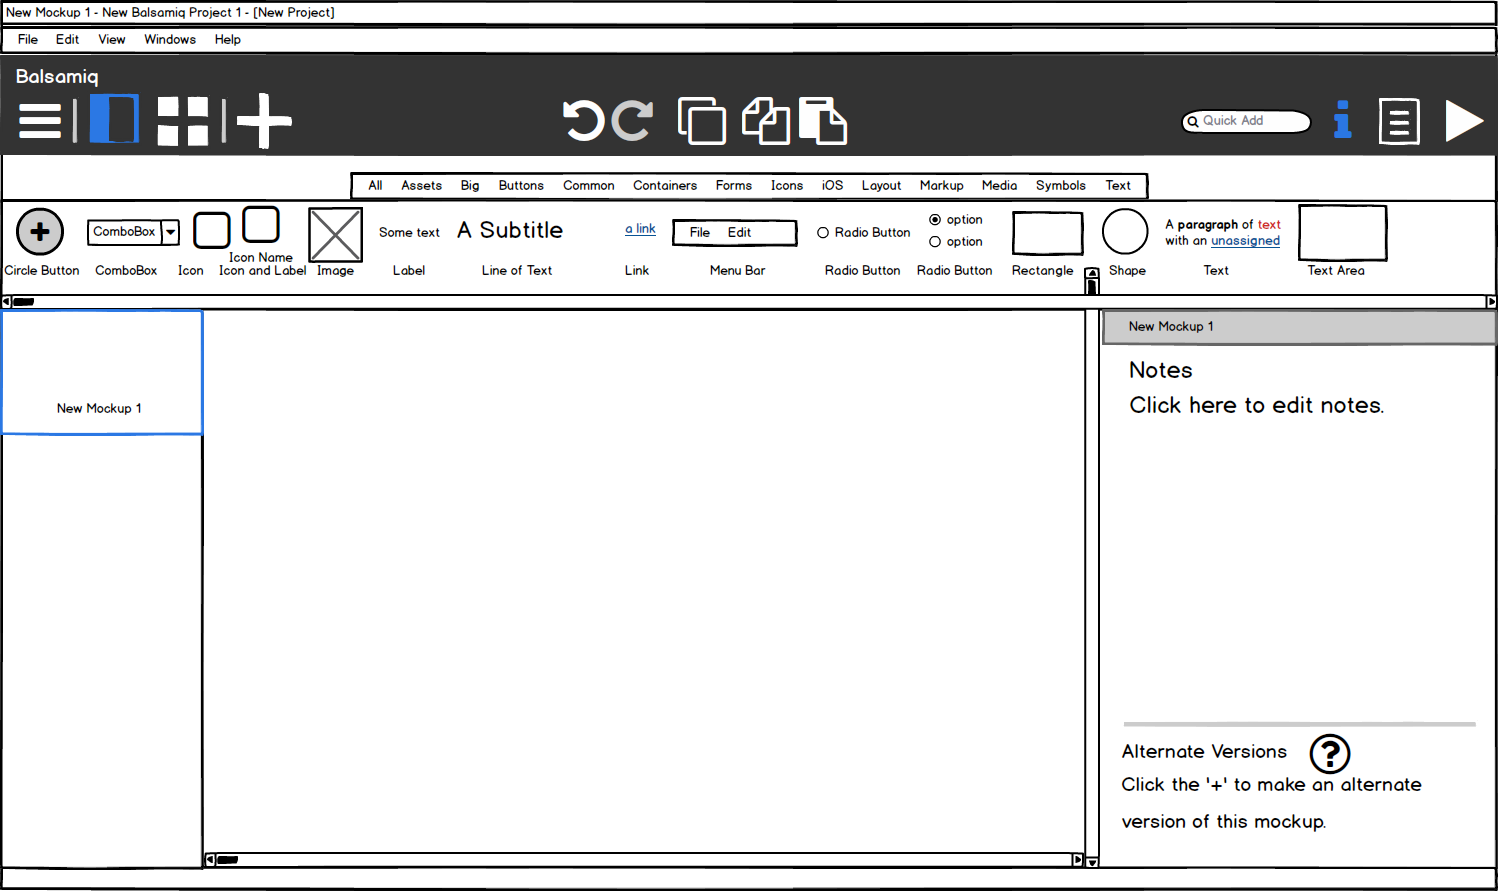 New Mockup 1 - New Balsamiq Project 1 - [New Project]
File Edit View Windows Help
Balsamiq
Quick Add
All Assets Big Buttons Common Containers Forms Icons iOS Layout Markup Media Symbols Text
ComboBox
Icon Name
Some text
A Subtitle
a link
File Edit
Radio Button
option
option
A paragraph of text
with an unassigned
Circle Button ComboBox Icon Icon and Label Image Label Line of Text Link Menu Bar Radio Button Radio Button Rectangle Shape Text Text Area
New Mockup 1
New Mockup 1
Notes
Click here to edit notes.
Alternate Versions
Click the '+' to make an alternate
version of this mockup.